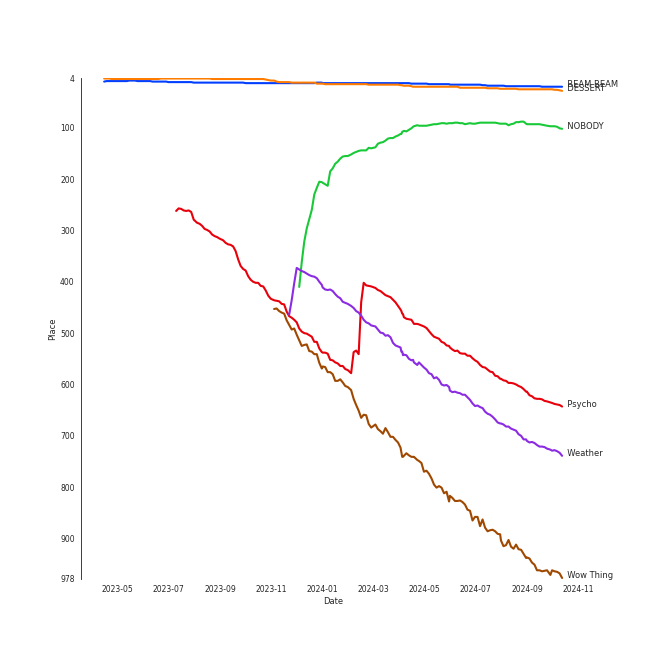 4
100
200
300
400
500
600
700
800
900
978
Place
2023-05
2023-07
2023-09
2023-11
2024-01
2024-03
2024-05
2024-07
2024-09
2024-11
Date
BEAM BEAM
DESSERT
NOBODY
Psycho
Weather
Wow Thing